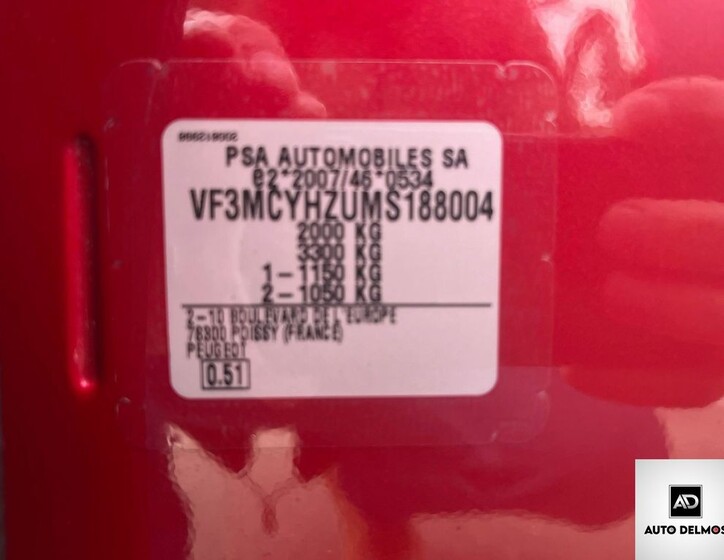 PSA AUTOMOBILES SA
e2*2007/46*0534
VF3MCYHZUMS188004
2000 KG
3300 KG
1-1150 KG
2-1050 KG
2-10 BOULEVARD DE L'EUROPE
78300 POISSY (FRANCE)
PEUGEOT
0.51
AD
AUTO DELMOS